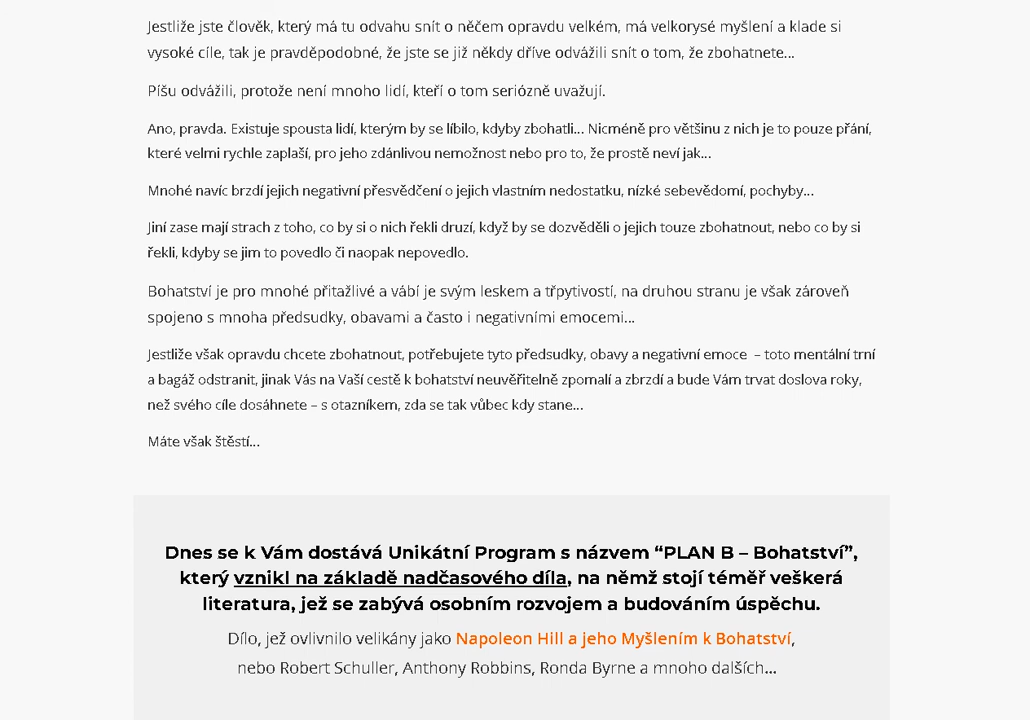 Jestliže jste člověk, který má tu odvahu snít o něčem opravdu velkém, má velkorysé myšlení a klade si
vysoké cíle, tak je pravděpodobné, že jste se již někdy dříve odvážili snít o tom, že zbohatnete…
Píšu odvážili, protože není mnoho lidí, kteří o tom seriózně uvažují.
Ano, pravda. Existuje spousta lidí, kterým by se líbilo, kdyby zbohatli… Nicméně pro většinu z nich je to pouze přání,
které velmi rychle zaplaší, pro jeho zdánlivou nemožnost nebo pro to, že prostě neví jak…
Mnohé navíc brzdí jejich negativní přesvědčení o jejich vlastním nedostatku, nízké sebevědomí, pochyby…
Jiní zase mají strach z toho, co by si o nich řekli druzí, když by se dozvěděli o jejich touze zbohatnout, nebo co by si
řekli, kdyby se jim to povedlo či naopak nepovedlo.
Bohatství je pro mnohé přitažlivé a vábí je svým leskem a třpytivostí, na druhou stranu je však zároveň
spojeno s mnoha předsudky, obavami a často i negativními emocemi…
Jestliže však opravdu chcete zbohatnout, potřebujete tyto předsudky, obavy a negativní emoce – toto mentální trní
a bagáž odstranit, jinak Vás na Vaší cestě k bohatství neuvěřitelně zpomalí a zbrzdí a bude Vám trvat doslova roky,
než svého cíle dosáhnete – s otazníkem, zda se tak vůbec kdy stane…
Máte však štěstí…
Dnes se k Vám dostává Unikátní Program s názvem “PLAN B – Bohatství”,
který vznikl na základě nadčasového díla, na němž stojí téměř veškerá
literatura, jež se zabývá osobním rozvojem a budováním úspěchu.
Dílo, jež ovlivnilo velikány jako Napoleon Hill a jeho Myšlením k Bohatství,
nebo Robert Schuller, Anthony Robbins, Ronda Byrne a mnoho dalších…